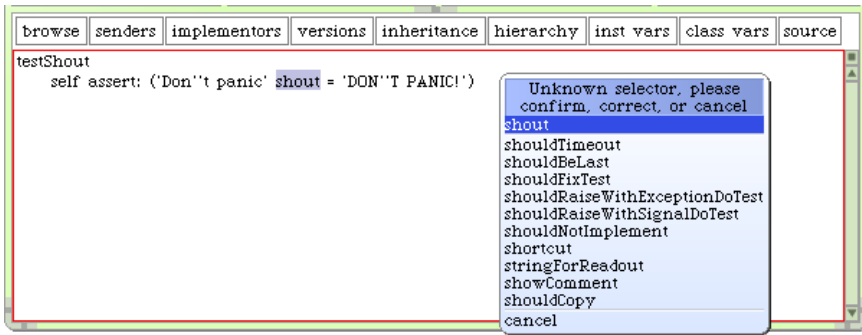 browse senders implementors versions inheritance hierarchy inst vars class vars source
testShout
self assert: ('Don''t panic' shout = 'DON''T PANIC!')
Unknown selector, please
confirm, correct, or cancel
shout
shouldTimeout
shouldBeLast
shouldFixTest
shouldRaiseWithExceptionDoTest
shouldRaiseWithSignalDoTest
shouldNotImplement
shortcut
stringForReadout
showComment
shouldCopy
cancel